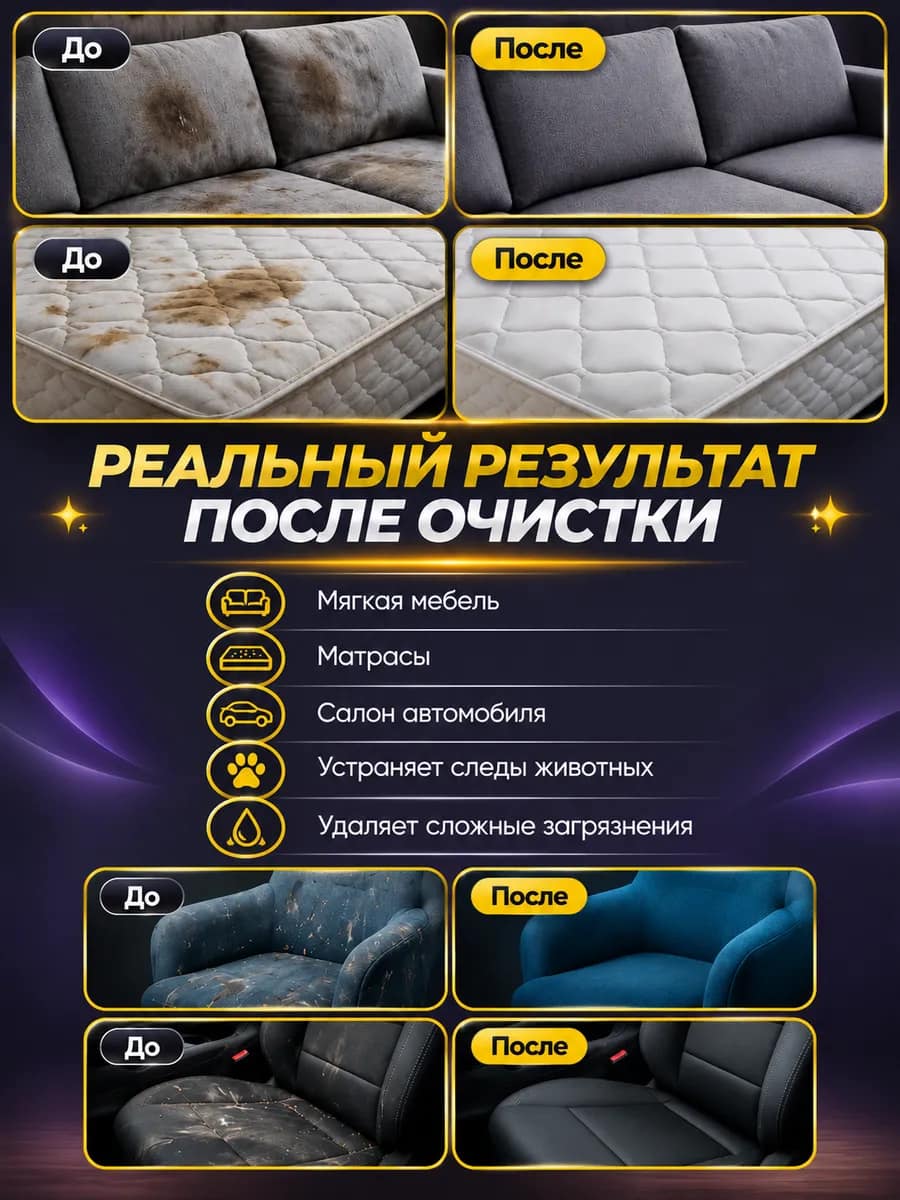 До
После
До
После
РЕАЛЬНЫЙ РЕЗУЛЬТАТ
ПОСЛЕ ОЧИСТКИ
Мягкая мебель
Матрасы
Салон автомобиля
Устраняет следы животных
Удаляет сложные загрязнения
До
После
До
После